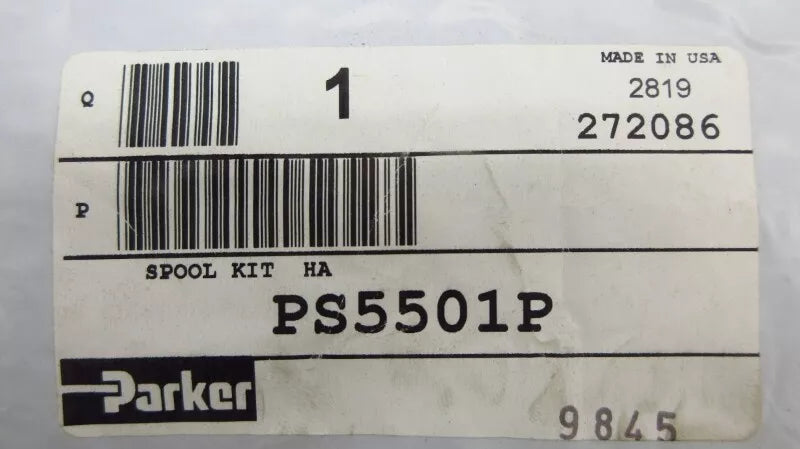 MADE IN USA
Q 1 2819
272086
P
SPOOL KIT HA
PS5501P
Parker
9845